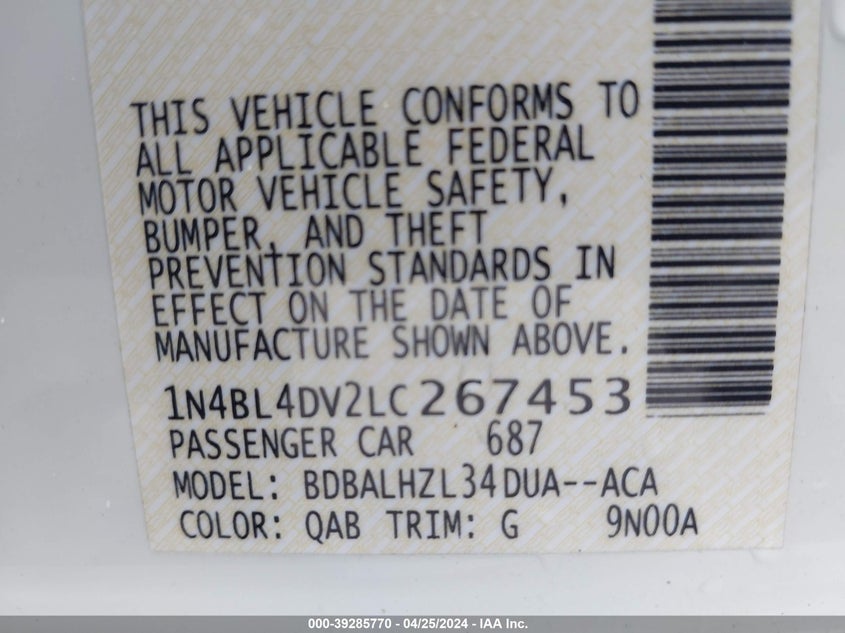 THIS VEHICLE CONFORMS TO
ALL APPLICABLE FEDERAL
MOTOR VEHICLE SAFETY,
BUMPER, AND THEFT
PREVENTION STANDARDS IN
EFFECT ON THE DATE OF
MANUFACTURE SHOWN ABOVE.
1N4BL4DV2LC267453
PASSENGER CAR 687
MODEL: BDBALHZL34DUA--ACA
COLOR: QAB TRIM: G 9N00A
000-39285770 - 04/25/2024 - IAA Inc.